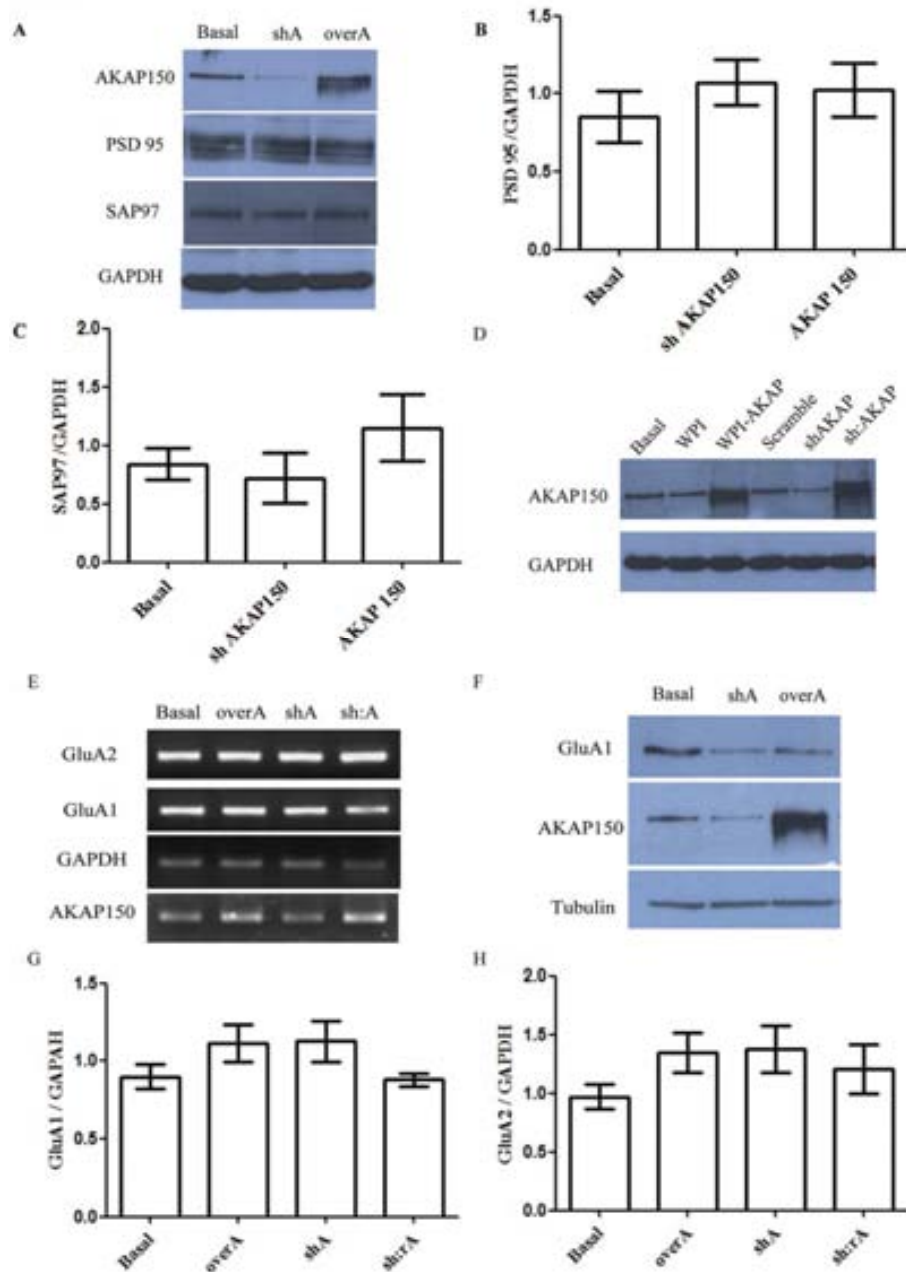 A
Basal shA overA
AKAP150
PSD 95
SAP97
GAPDH
B
PSD 95 /GAPDH
1.5
1.0
0.5
0.0
Basal
sh AKAP150
AKAP 150
C
SAP97/GAPDH
2.0
1.5
1.0
0.5
0.0
Basal
sh AKAP150
AKAP 150
D
Basal
WPI
WPI-AKAP
Scramble
shAKAP
sh:AKAP
AKAP150
GAPDH
E
Basal overA shA sh:A
GluA2
GluA1
GAPDH
AKAP150
F
Basal shA overA
GluA1
AKAP150
Tubulin
G
GluA1 / GAPAH
1.5
1.0
0.5
0.0
Basal
overA
shA
sh:rA
H
GluA2 / GAPDH
2.0
1.5
1.0
0.5
0.0
Basal
overA
shA
sh:rA